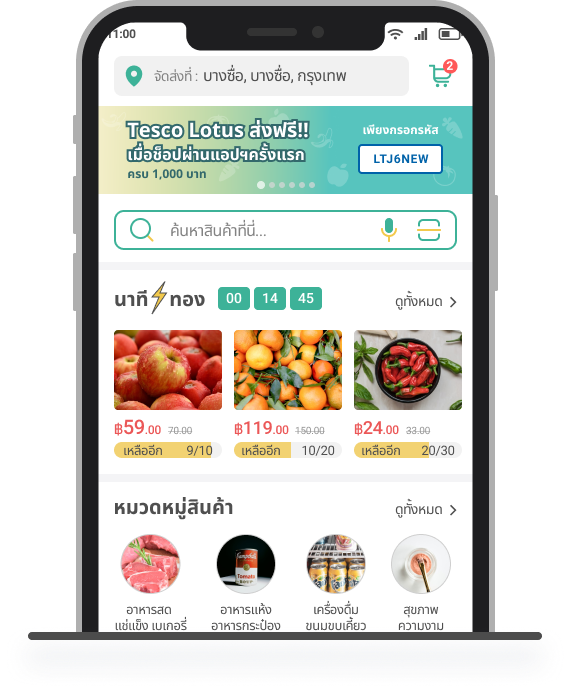 11:00
จัดส่งที่ : บางซื่อ, บางซื่อ, กรุงเทพ
2
Tesco Lotus ส่งฟรี!!
เมื่อช็อปผ่านแอปฯครั้งแรก
ครบ 1,000 บาท
เพียงกรอกรหัส
LTJ6NEW
ค้นหาสินค้าที่นี่...
นาที ทอง 00 14 45 ดูทั้งหมด
฿59.00 70.00
เหลืออีก 9/10
฿119.00 150.00
เหลืออีก 10/20
฿24.00 33.00
เหลืออีก 20/30
หมวดหมู่สินค้า ดูทั้งหมด
Campbell's
Tomato
อาหารสด
แช่แข็ง เบเกอรี่
อาหารแห้ง
อาหารกระป๋อง
เครื่องดื่ม
ขนมขบเคี้ยว
สุขภาพ
ความงาม